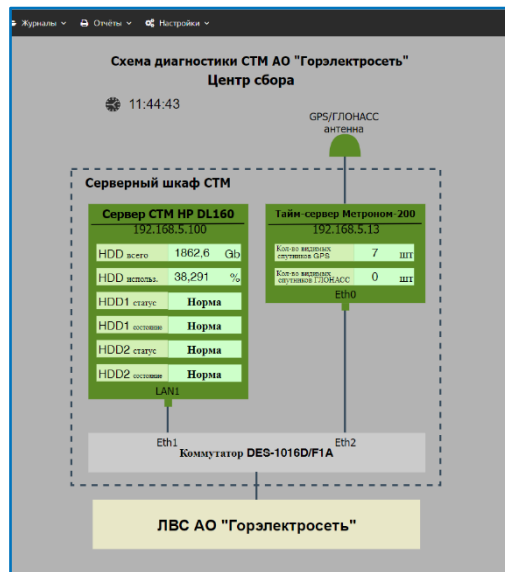 Журналы
Отчёты
Настройки
Схема диагностики СТМ АО "Горэлектросеть"
Центр сбора
11:44:43
GPS/ГЛОНАСС
антенна
Серверный шкаф СТМ
Сервер СТМ HP DL160
192.168.5.100
HDD всего 1862,6 Gb
HDD использ. 38,291 %
HDD1 статус Норма
HDD1 состояние Норма
HDD2 статус Норма
HDD2 состояние Норма
LAN1
Тайм-сервер Метроном-200
192.168.5.13
Кол-во видимых
спутников GPS 7 шт
Кол-во видимых
спутников ГЛОНАСС 0 шт
Eth0
Eth1 Eth2
Коммутатор DES-1016D/F1A
ЛВС АО "Горэлектросеть"